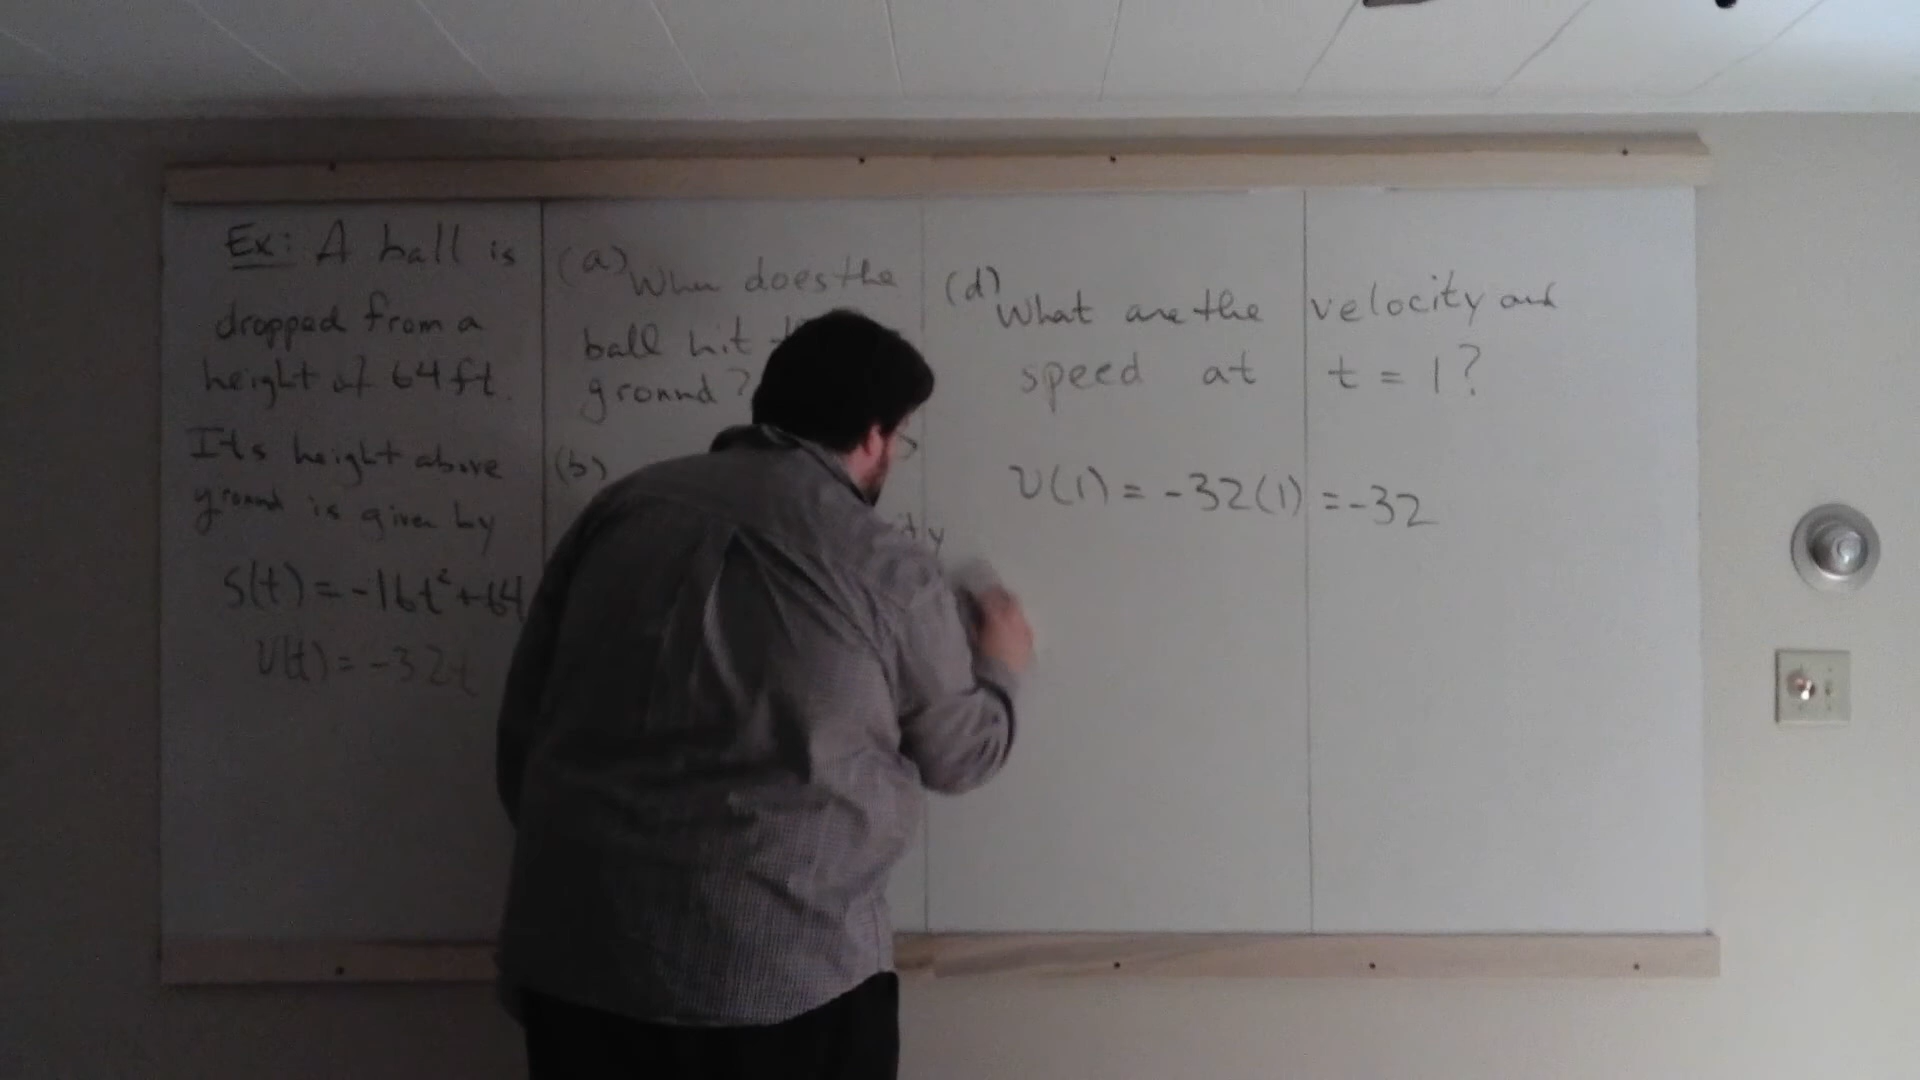 Ex: A ball is
dropped from a
height of 64 ft.
Its height above
ground is given by
s(t) = -16t² + 64
v(t) = -32t
(a) When does the
ball hit
ground?
(b)
(d) What are the velocity and
speed at t = 1?
v(1) = -32(1) = -32